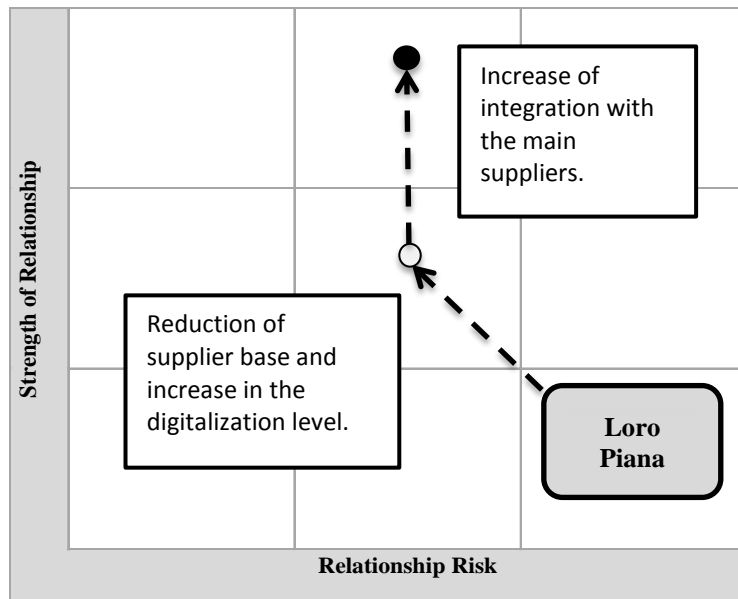 Increase of
integration with
the main
suppliers.
Strength of Relationship
Reduction of
supplier base and
increase in the
digitalization level.
Loro
Piana
Relationship Risk